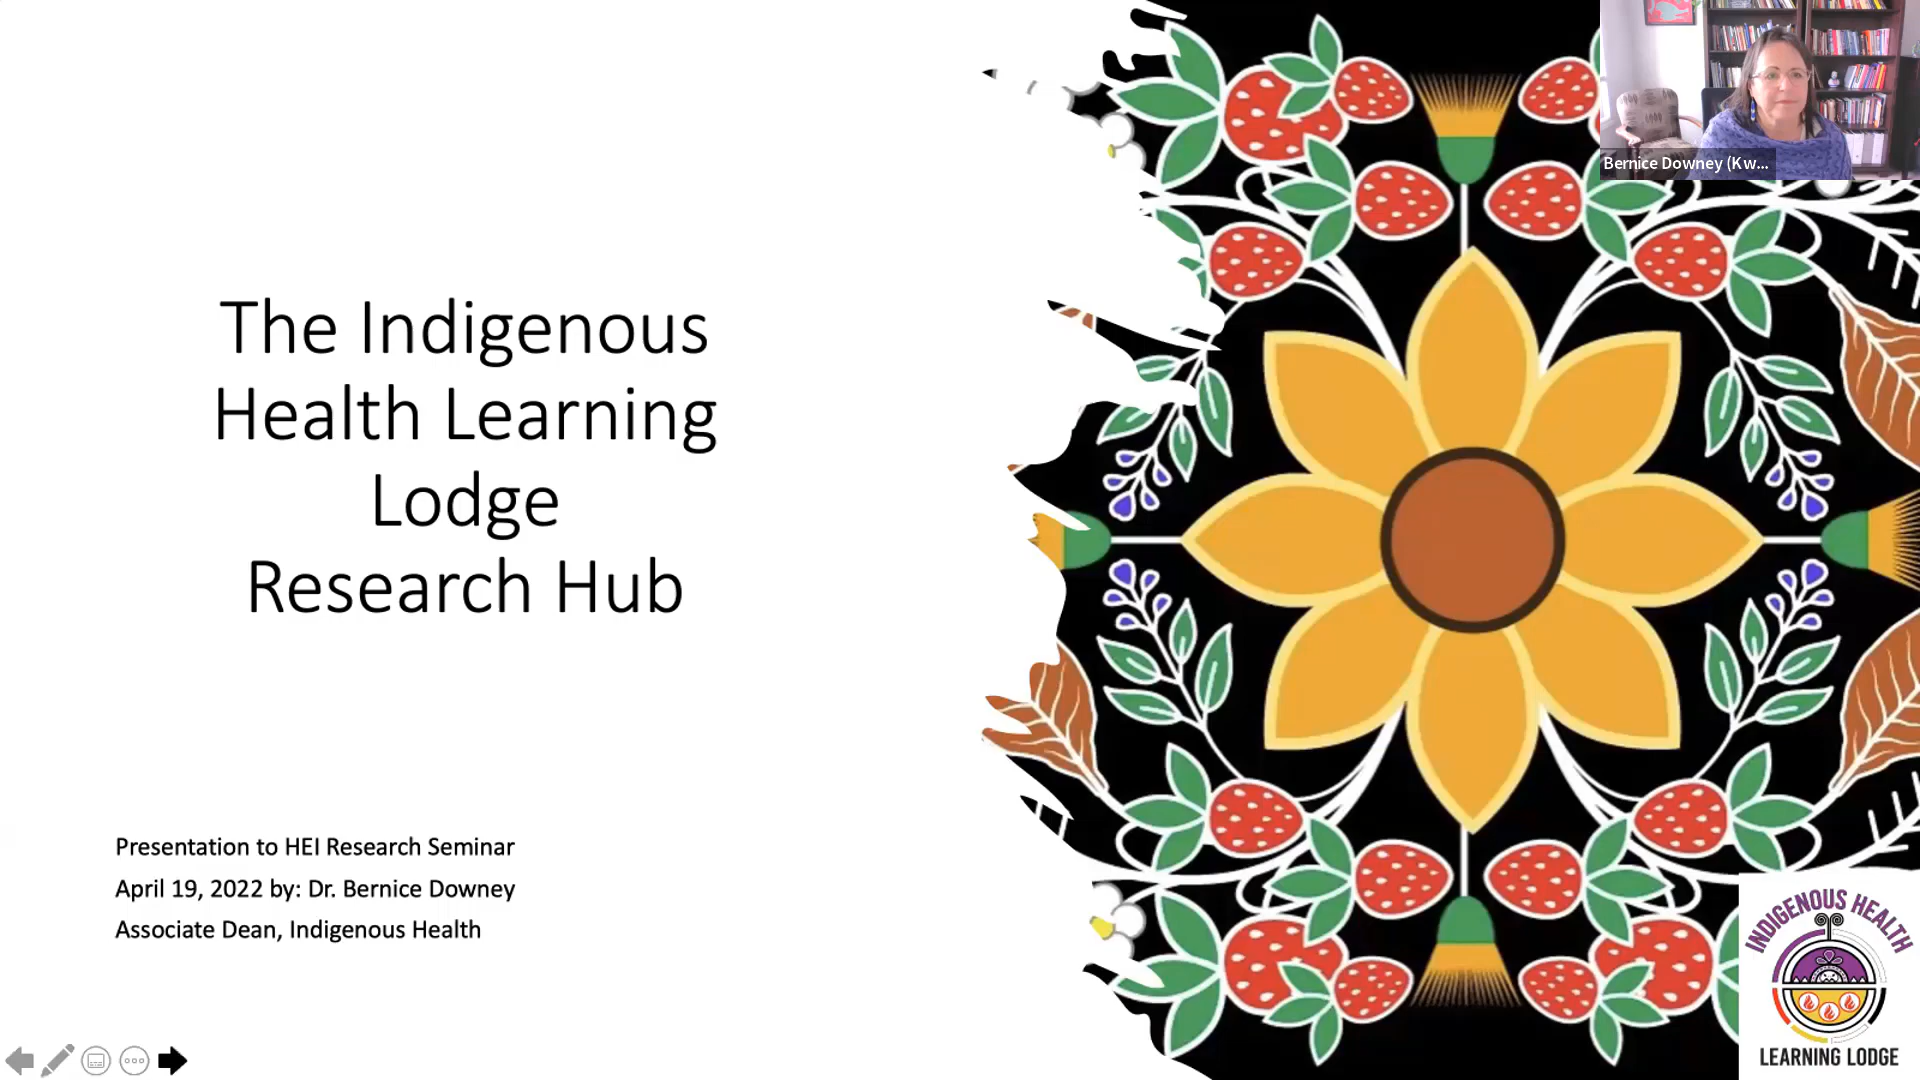 The Indigenous
Health Learning
Lodge
Research Hub
Presentation to HEI Research Seminar
April 19, 2022 by: Dr. Bernice Downey
Associate Dean, Indigenous Health
Bernice Downey (Kw...
INDIGENOUS HEALTH
LEARNING LODGE